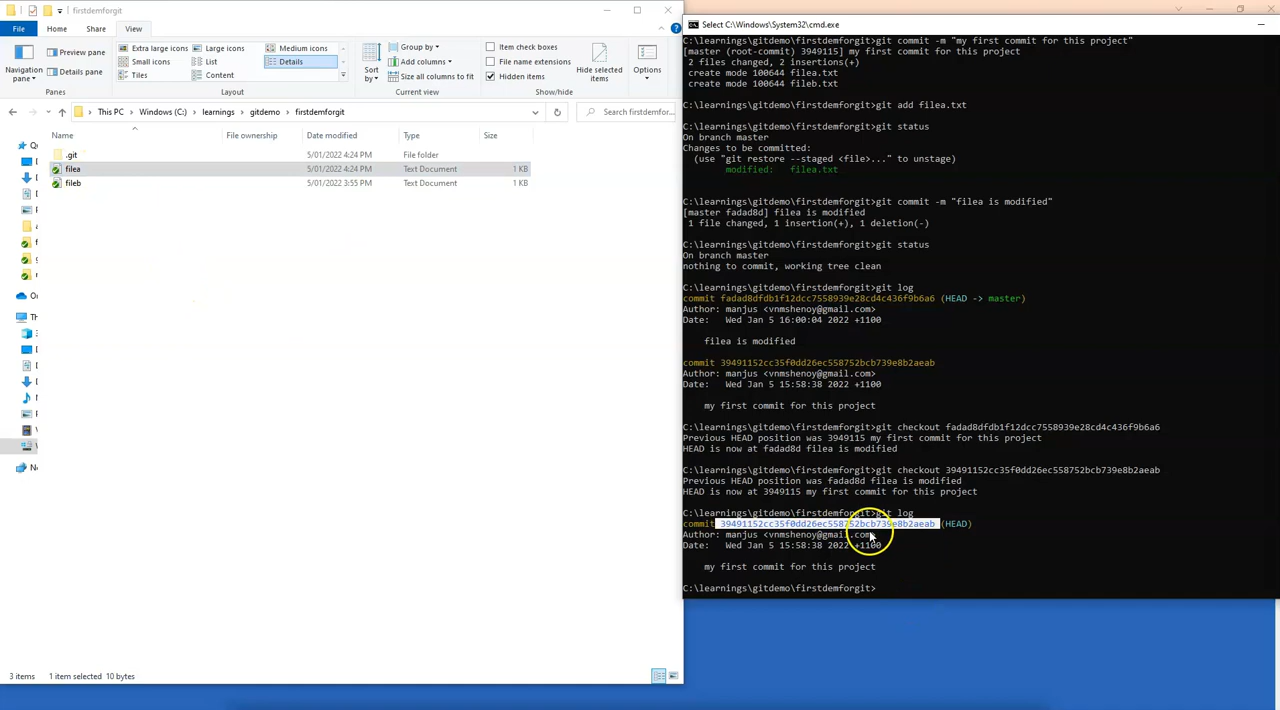 firstdemforgit
File
Home
Share
View
Navigation pane
Preview pane
Details pane
Panes
Extra large icons
Large icons
Medium icons
Small icons
List
Details
Tiles
Content
Layout
Sort by
Group by
Add columns
Size all columns to fit
Current view
Item check boxes
File name extensions
Hidden items
Hide selected items
Show/hide
Options
This PC > Windows (C:) > learnings > gitdemo > firstdemforgit
Search firstdemfor...
Name
File ownership
Date modified
Type
Size
.git
5/01/2022 4:24 PM
File folder
filea
5/01/2022 4:24 PM
Text Document
1 KB
fileb
5/01/2022 3:55 PM
Text Document
1 KB
3 items
1 item selected 10 bytes
Select C:\Windows\System32\cmd.exe
C:\learnings\gitdemo\firstdemforgit>git commit -m "my first commit for this project"
[master (root-commit) 3949115] my first commit for this project
2 files changed, 2 insertions(+)
create mode 100644 filea.txt
create mode 100644 fileb.txt
C:\learnings\gitdemo\firstdemforgit>git add filea.txt
C:\learnings\gitdemo\firstdemforgit>git status
On branch master
Changes to be committed:
(use "git restore --staged <file>..." to unstage)
modified: filea.txt
C:\learnings\gitdemo\firstdemforgit>git commit -m "filea is modified"
[master fadad8d] filea is modified
1 file changed, 1 insertion(+), 1 deletion(-)
C:\learnings\gitdemo\firstdemforgit>git status
On branch master
nothing to commit, working tree clean
C:\learnings\gitdemo\firstdemforgit>git log
commit fadad8dfdb1f12dcc7558939e28cd4c436f9b6a6 (HEAD -> master)
Author: manjus <vnmshenoy@gmail.com>
Date: Wed Jan 5 16:00:04 2022 +1100
filea is modified
commit 39491152cc35f0dd26ec558752bcb739e8b2aeab
Author: manjus <vnmshenoy@gmail.com>
Date: Wed Jan 5 15:58:38 2022 +1100
my first commit for this project
C:\learnings\gitdemo\firstdemforgit>git checkout fadad8dfdb1f12dcc7558939e28cd4c436f9b6a6
Previous HEAD position was 3949115 my first commit for this project
HEAD is now at fadad8d filea is modified
C:\learnings\gitdemo\firstdemforgit>git checkout 39491152cc35f0dd26ec558752bcb739e8b2aeab
Previous HEAD position was fadad8d filea is modified
HEAD is now at 3949115 my first commit for this project
C:\learnings\gitdemo\firstdemforgit>git log
commit 39491152cc35f0dd26ec558752bcb739e8b2aeab (HEAD)
Author: manjus <vnmshenoy@gmail.com>
Date: Wed Jan 5 15:58:38 2022 +1100
my first commit for this project
C:\learnings\gitdemo\firstdemforgit>